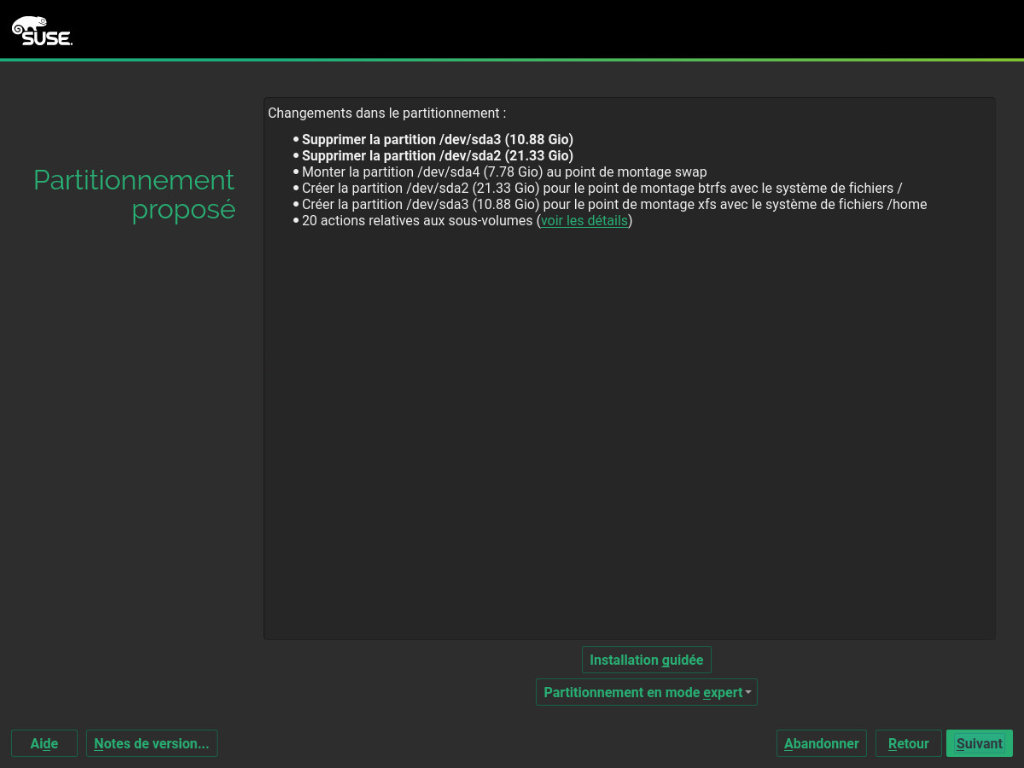 SUSE
Partitionnement
proposé
Changements dans le partitionnement :
• Supprimer la partition /dev/sda3 (10.88 Gio)
• Supprimer la partition /dev/sda2 (21.33 Gio)
• Monter la partition /dev/sda4 (7.78 Gio) au point de montage swap
• Créer la partition /dev/sda2 (21.33 Gio) pour le point de montage btrfs avec le système de fichiers /
• Créer la partition /dev/sda3 (10.88 Gio) pour le point de montage xfs avec le système de fichiers /home
• 20 actions relatives aux sous-volumes (voir les détails)
Installation guidée
Partitionnement en mode expert
Aide Notes de version... Abandonner Retour Suivant